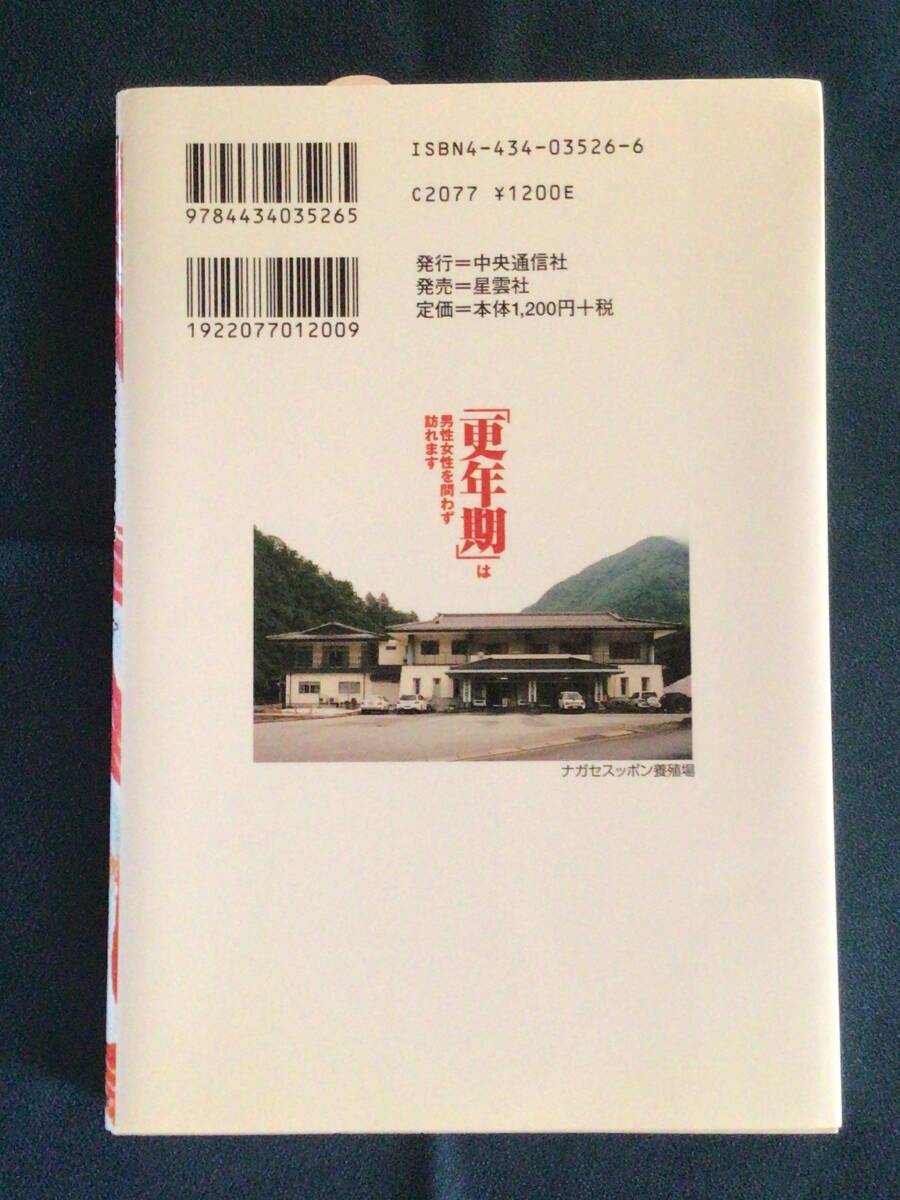 ISBN4-434-03526-6
9784434035265
C2077 ¥1200E
発行＝中央通信社
発売＝星雲社
定価＝本体1,200円＋税
1922077012009
「更年期」は
男性女性を問わず
訪れます
ナガセスッポン養殖場